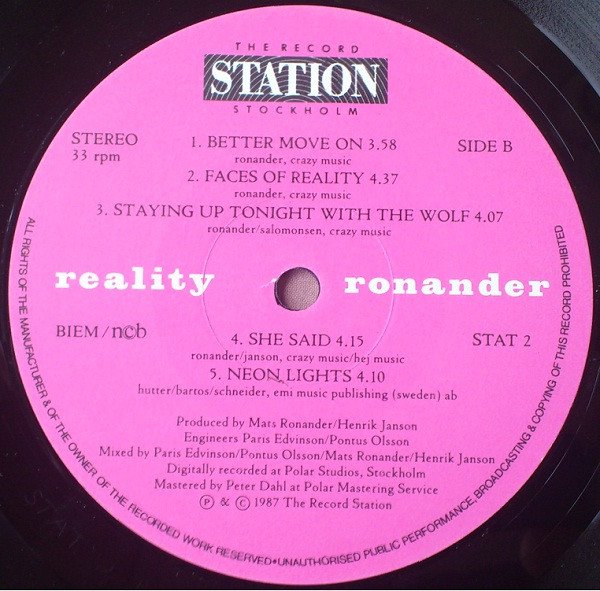 THE RECORD
STATION
STOCKHOLM
STEREO
33 rpm
SIDE B
1. BETTER MOVE ON 3.58
ronander, crazy music
2. FACES OF REALITY 4.37
ronander, crazy music
3. STAYING UP TONIGHT WITH THE WOLF 4.07
ronander/salomonsen, crazy music
reality ronander
BIEM/ncb
STAT 2
4. SHE SAID 4.15
ronander/janson, crazy music/hej music
5. NEON LIGHTS 4.10
hutter/bartos/schneider, emi music publishing (sweden) ab
Produced by Mats Ronander/Henrik Janson
Engineers Paris Edvinson/Pontus Olsson
Mixed by Paris Edvinson/Pontus Olsson/Mats Ronander/Henrik Janson
Digitally recorded at Polar Studios, Stockholm
Mastered by Peter Dahl at Polar Mastering Service
Ⓟ & © 1987 The Record Station
ALL RIGHTS OF THE MANUFACTURER & OF THE OWNER OF THE RECORDED WORK RESERVED•UNAUTHORISED PUBLIC PERFORMANCE, BROADCASTING & COPYING OF THIS RECORD PROHIBITED